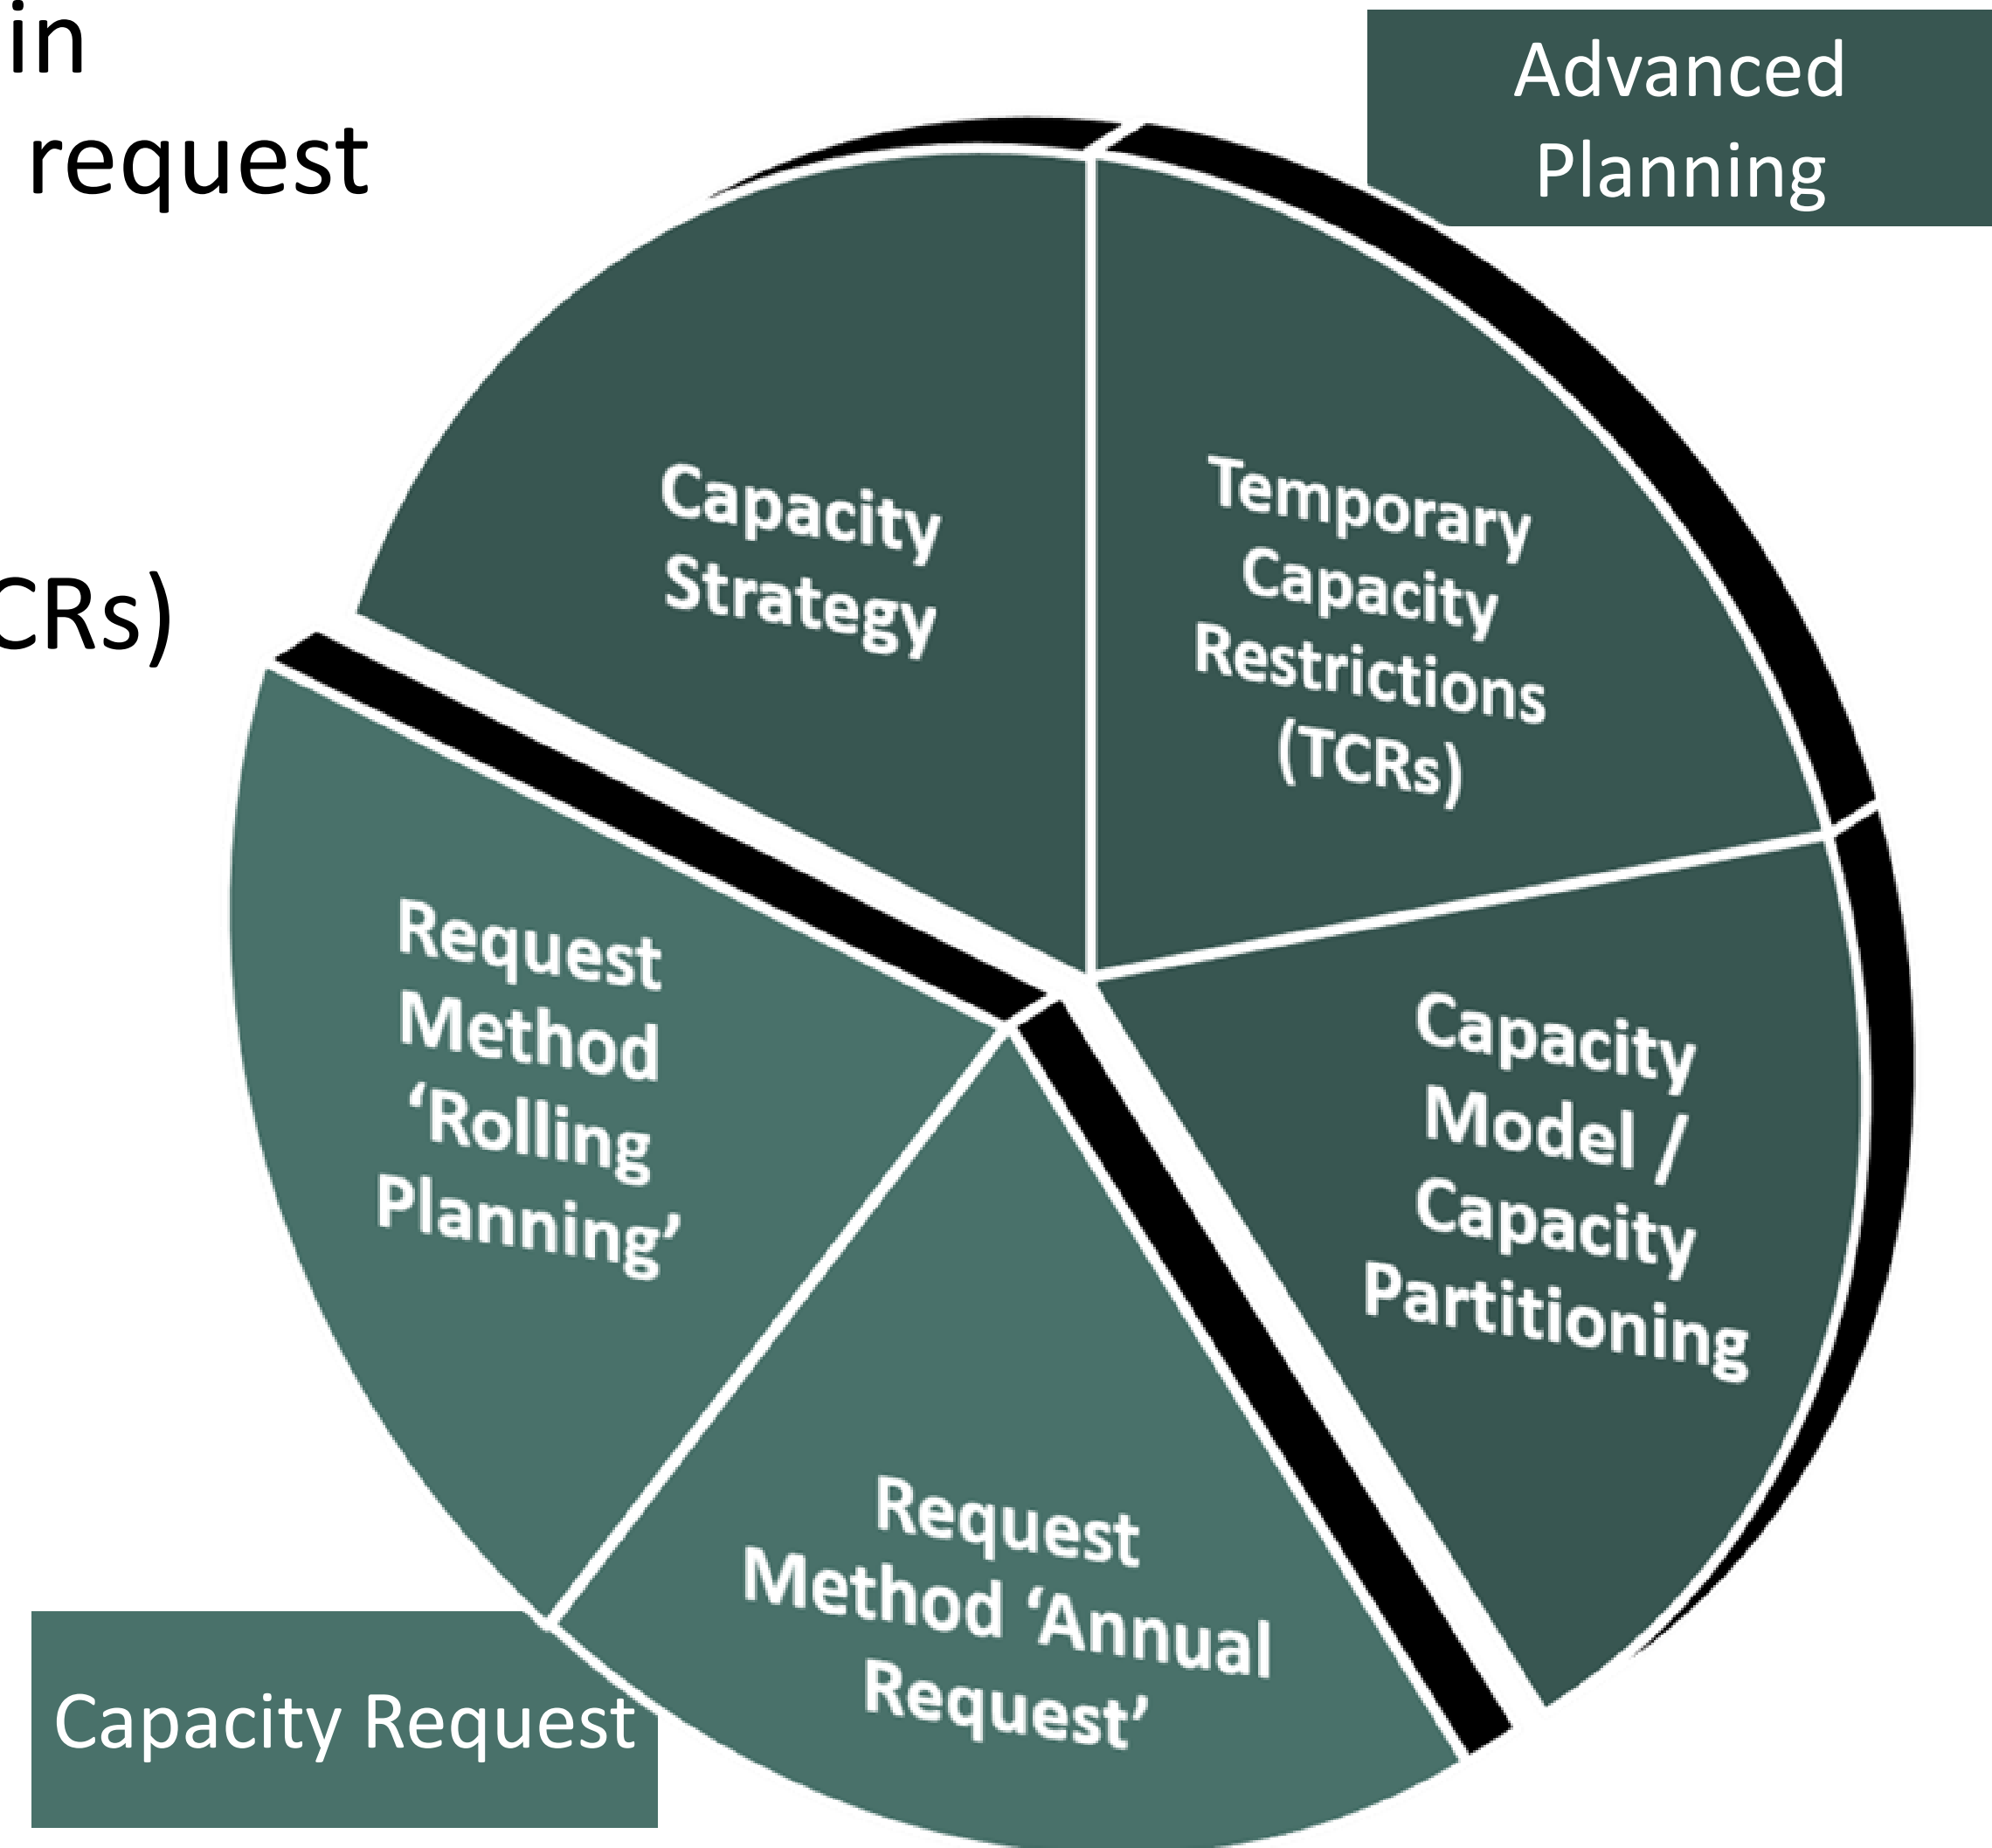 in
request
CRs)
Advanced
Planning
Capacity
Strategy
Temporary
Capacity
Restrictions
(TCRs)
Capacity
Model /
Capacity
Partitioning
Request
Method
‘Rolling
Planning’
Request
Method ‘Annual
Request’
Capacity Request